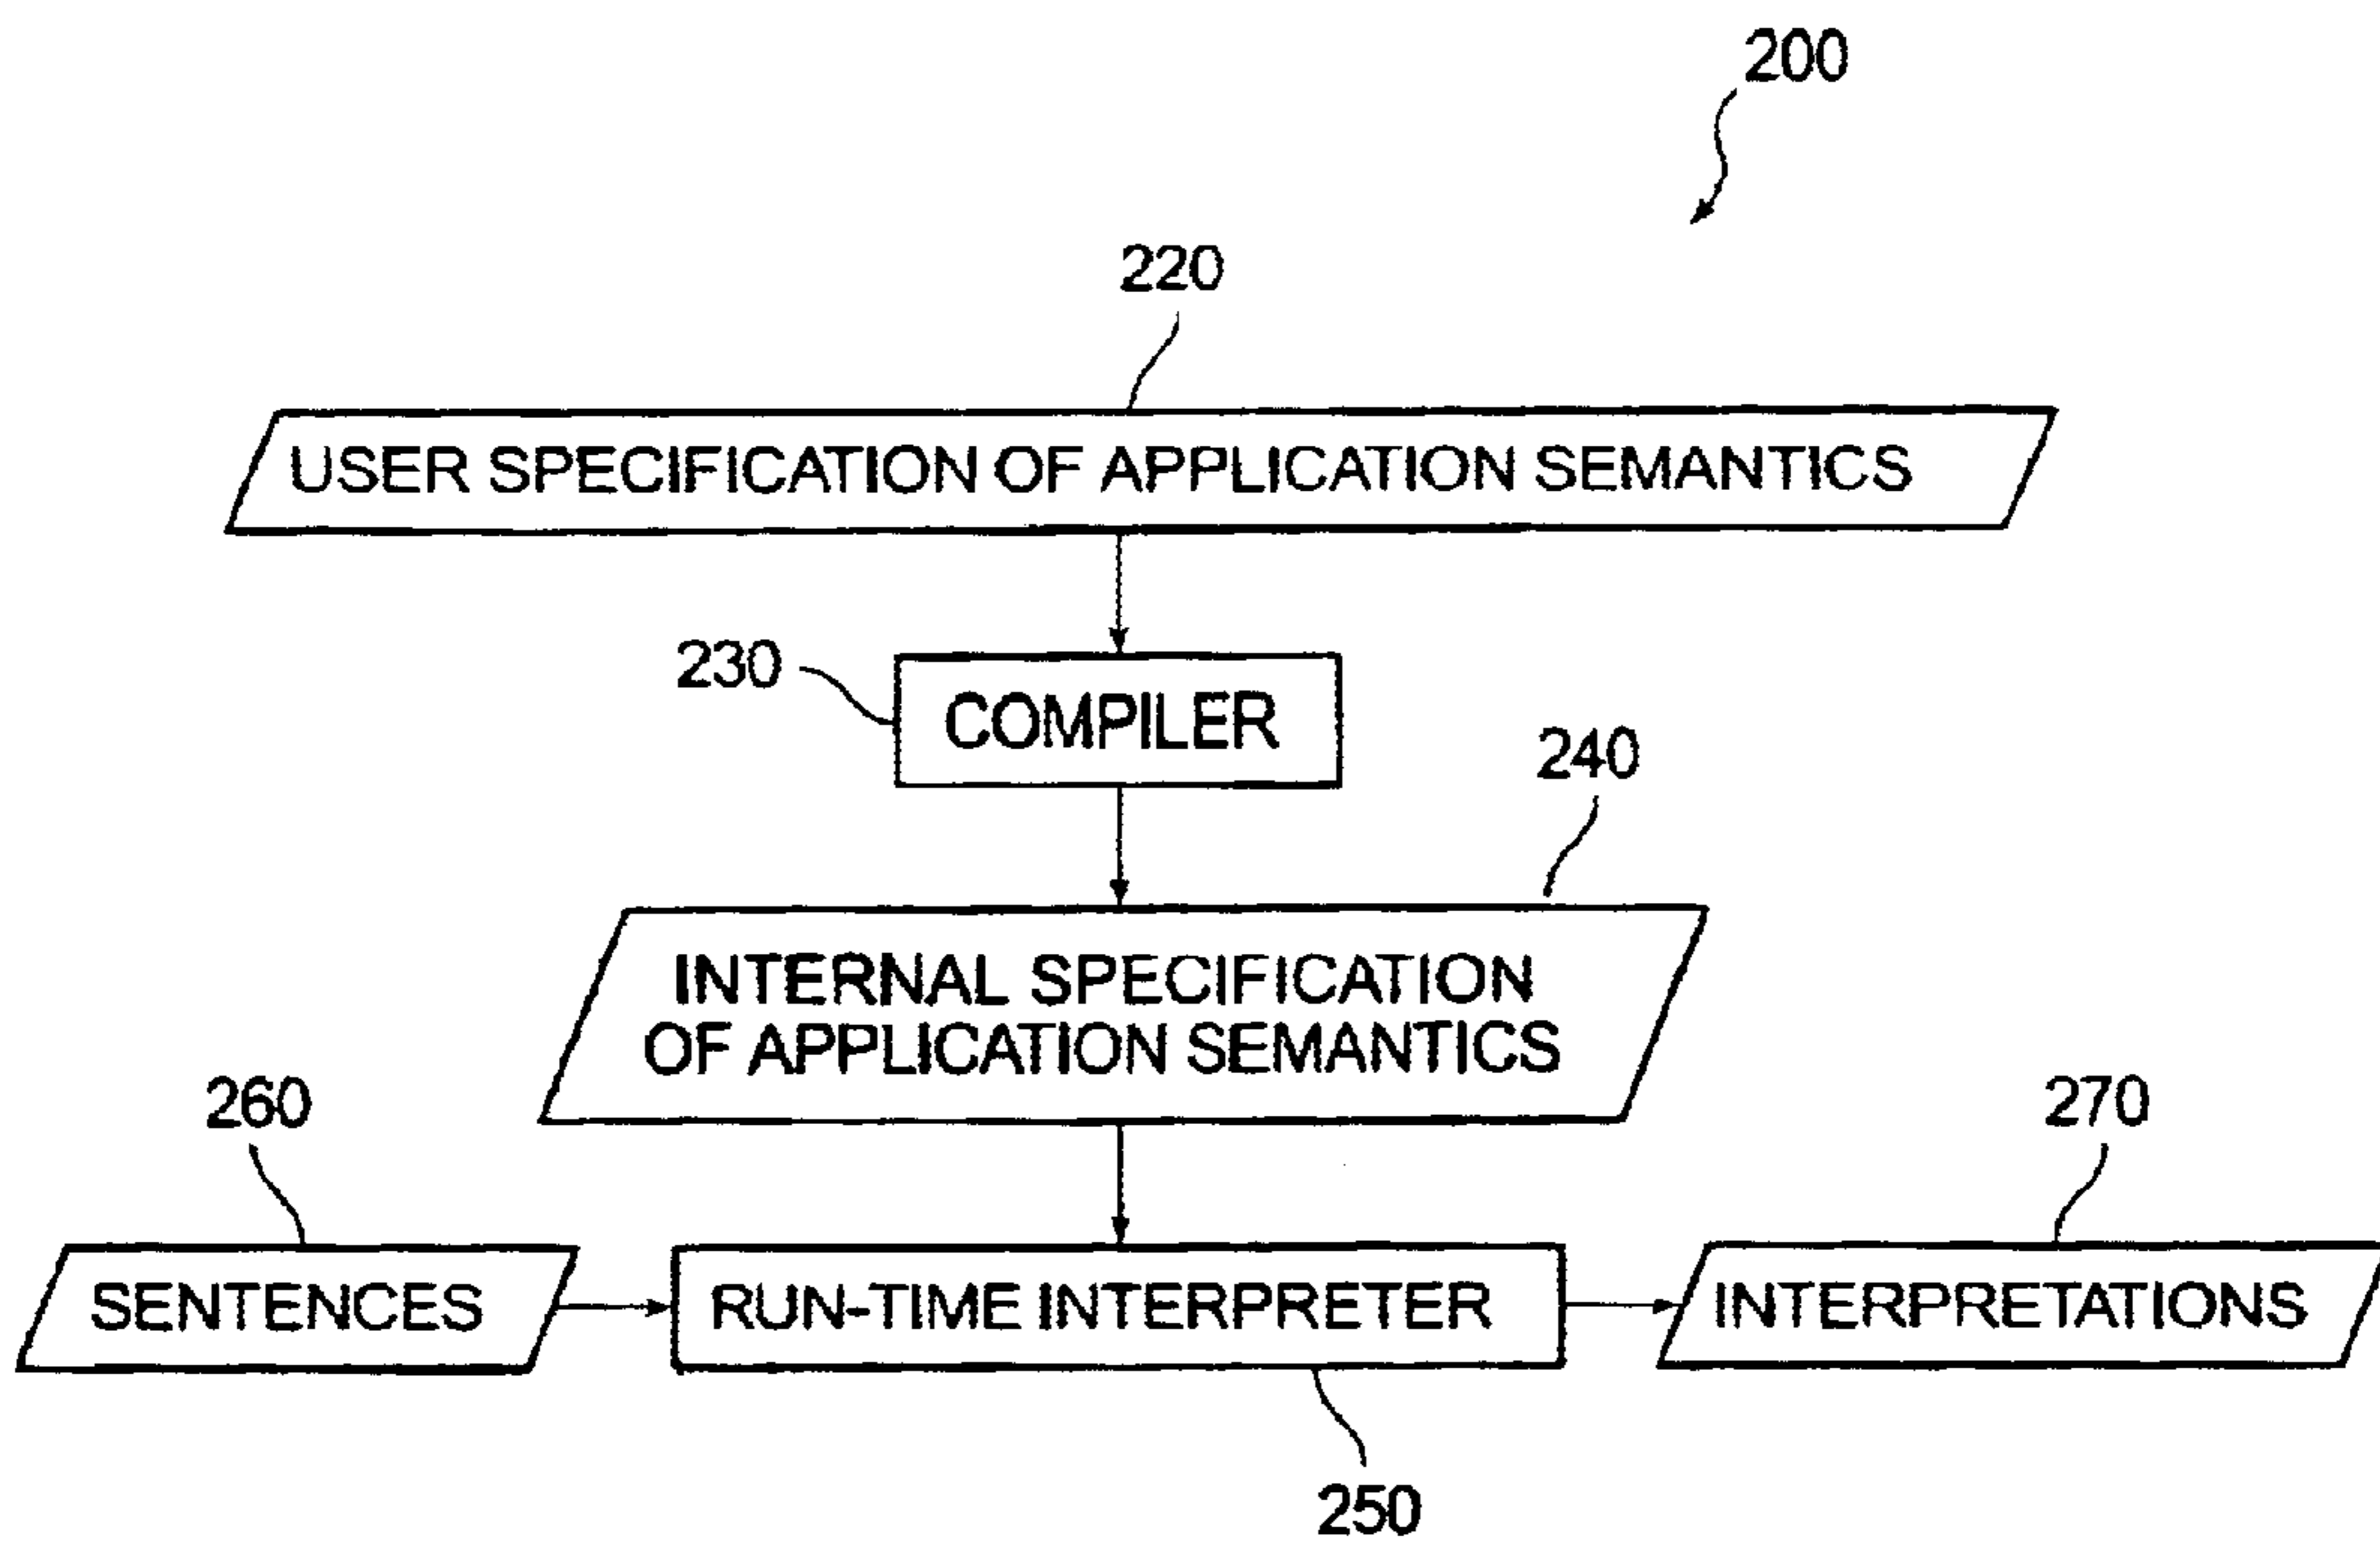 200
220
USER SPECIFICATION OF APPLICATION SEMANTICS
230
COMPILER
240
INTERNAL SPECIFICATION
OF APPLICATION SEMANTICS
260
270
SENTENCES
RUN-TIME INTERPRETER
INTERPRETATIONS
250